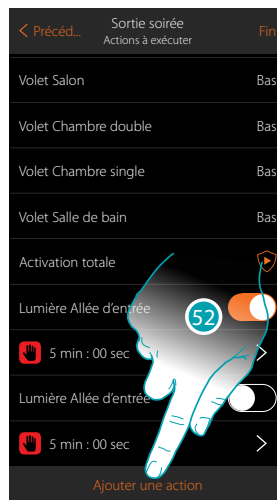 Précéd...
Sortie soirée
Fin
Actions à exécuter
Volet Salon Bas
Volet Chambre double Bas
Volet Chambre single Bas
Volet Salle de bain Bas
Activation totale
Lumière Allée d'entrée
52
5 min : 00 sec
Lumière Allée d'entrée
5 min : 00 sec
Ajouter une action